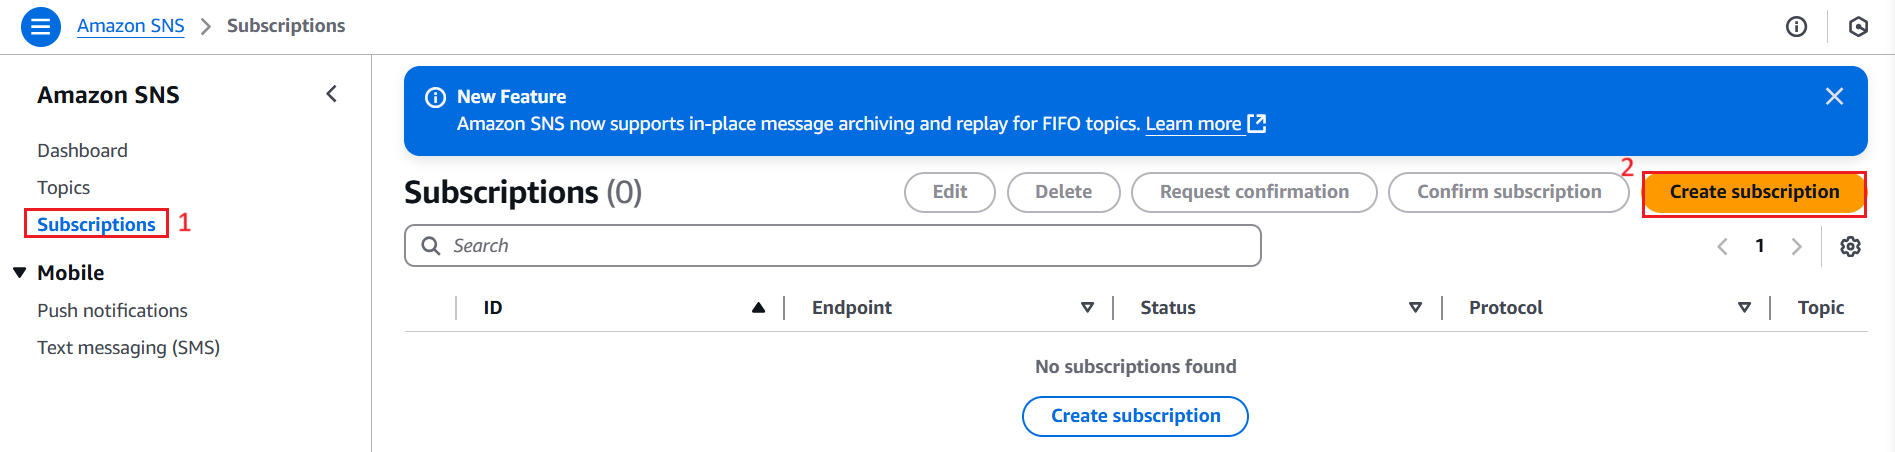 Amazon SNS > Subscriptions
Amazon SNS
Dashboard
Topics
Subscriptions 1
Mobile
Push notifications
Text messaging (SMS)
New Feature
Amazon SNS now supports in-place message archiving and replay for FIFO topics. Learn more
Subscriptions (0)
Edit
Delete
Request confirmation
Confirm subscription
2
Create subscription
Search
1
ID Endpoint Status Protocol Topic
No subscriptions found
Create subscription